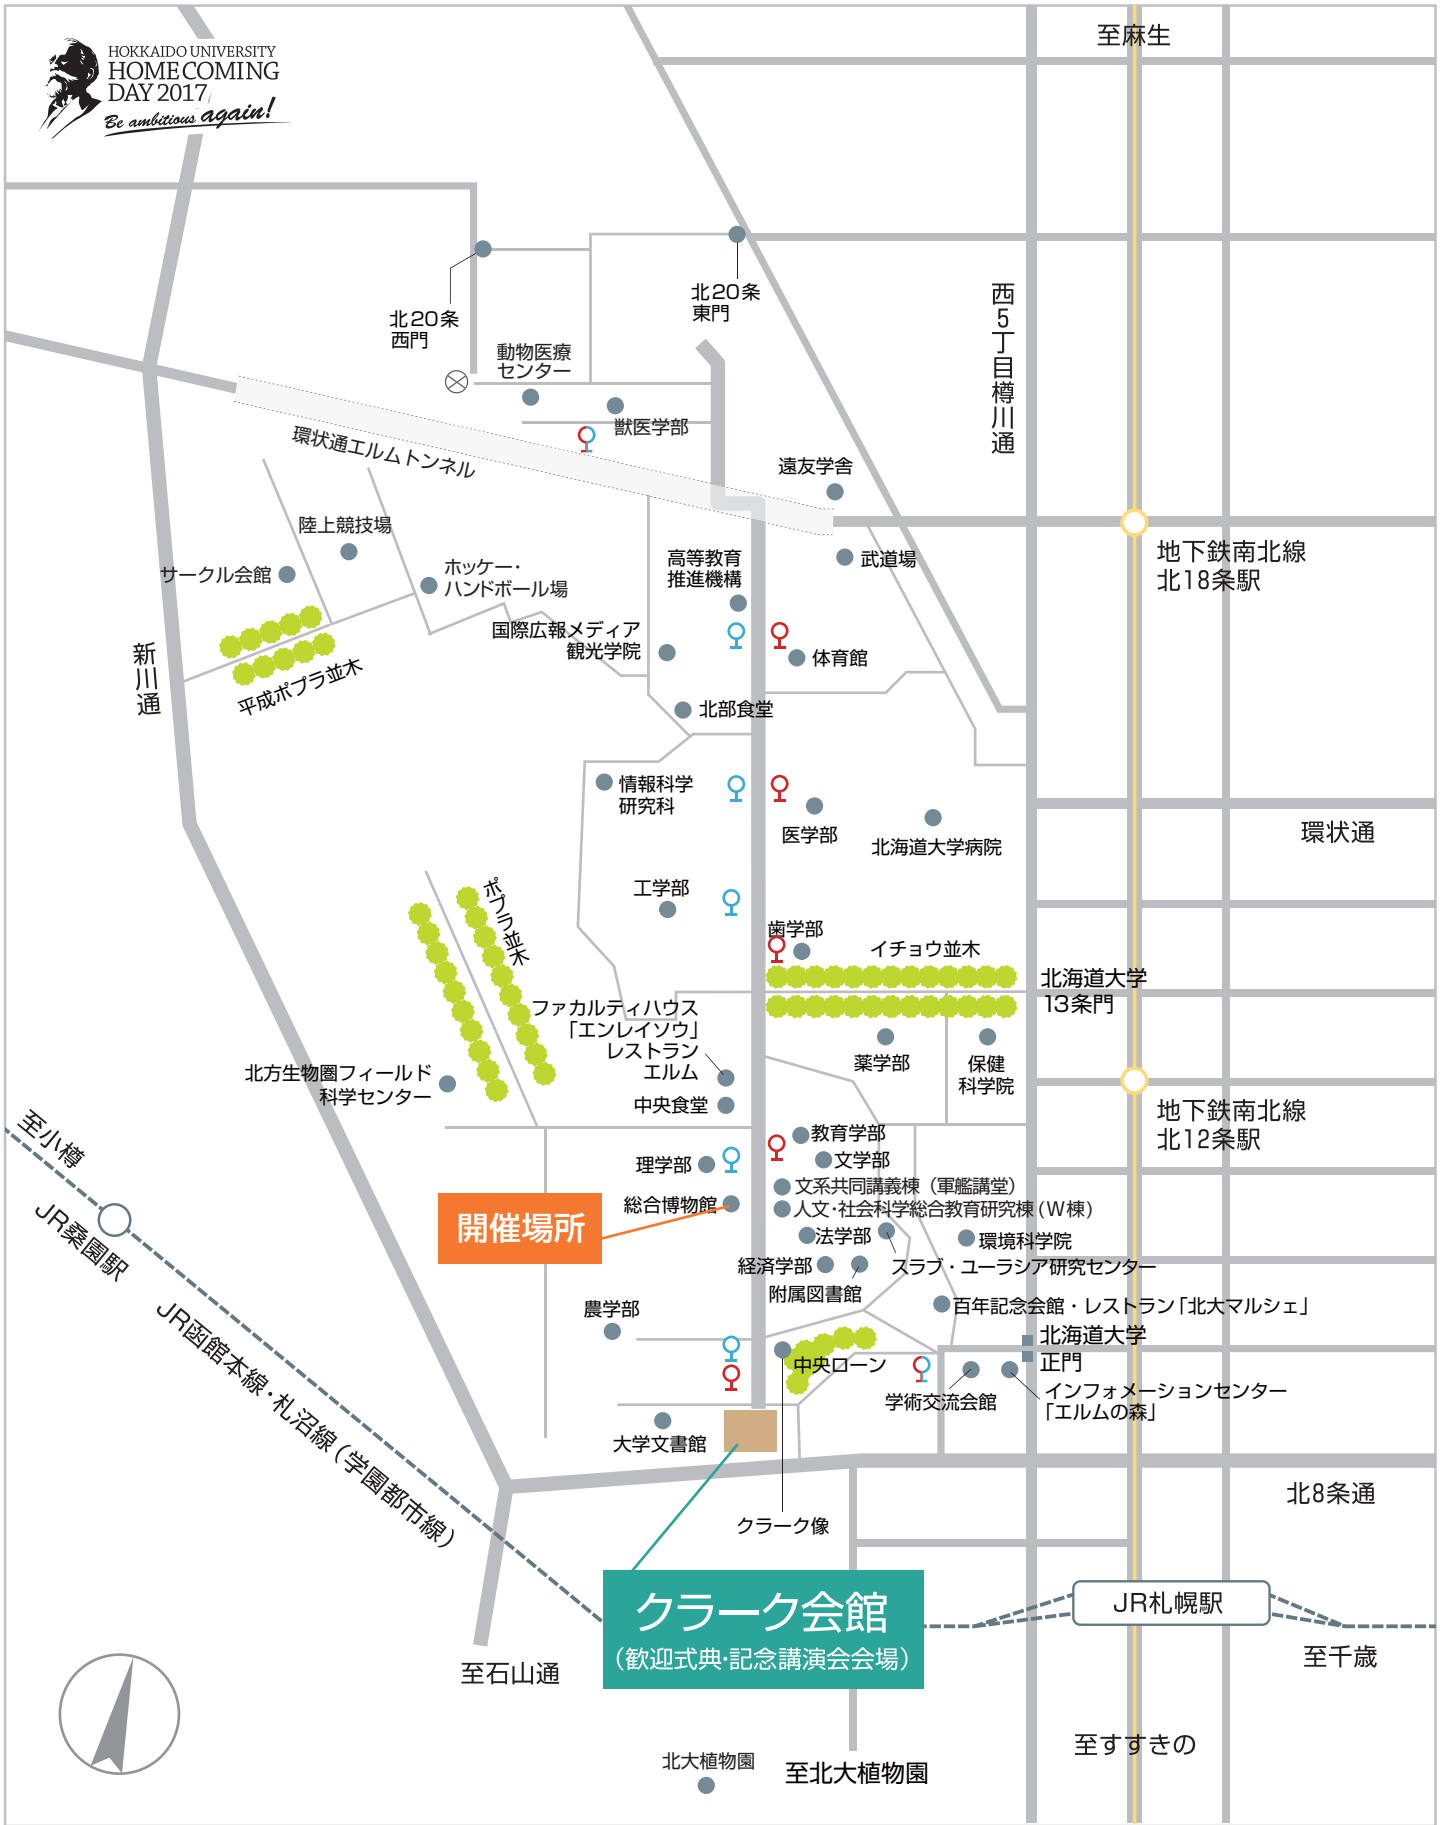 HOKKAIDO UNIVERSITY
HOMECOMING
DAY 2017
Be ambitious again!
至麻生
北20条
西門
北20条
東門
西5丁目樽川通
動物医療
センター
獣医学部
環状通エルムトンネル
遠友学舎
陸上競技場
サークル会館
ホッケー・
ハンドボール場
高等教育
推進機構
武道場
地下鉄南北線
北18条駅
国際広報メディア
観光学院
体育館
新川通
平成ポプラ並木
北部食堂
情報科学
研究科
医学部
北海道大学病院
環状通
工学部
ポプラ並木
歯学部
イチョウ並木
北海道大学
13条門
ファカルティハウス
「エンレイソウ」
レストラン
エルム
薬学部
保健
科学院
北方生物圏フィールド
科学センター
中央食堂
地下鉄南北線
北12条駅
至小樽
教育学部
理学部
文学部
文系共同講義棟（軍艦講堂）
総合博物館
人文・社会科学総合教育研究棟(W棟)
開催場所
JR桑園駅
法学部
環境科学院
経済学部
スラブ・ユーラシア研究センター
附属図書館
農学部
百年記念会館・レストラン「北大マルシェ」
北海道大学
正門
中央ローン
学術交流会館
インフォメーションセンター
「エルムの森」
JR函館本線・札沼線（学園都市線）
大学文書館
北8条通
クラーク像
クラーク会館
（歓迎式典・記念講演会会場）
JR札幌駅
至石山通
至千歳
至すすきの
北大植物園
至北大植物園